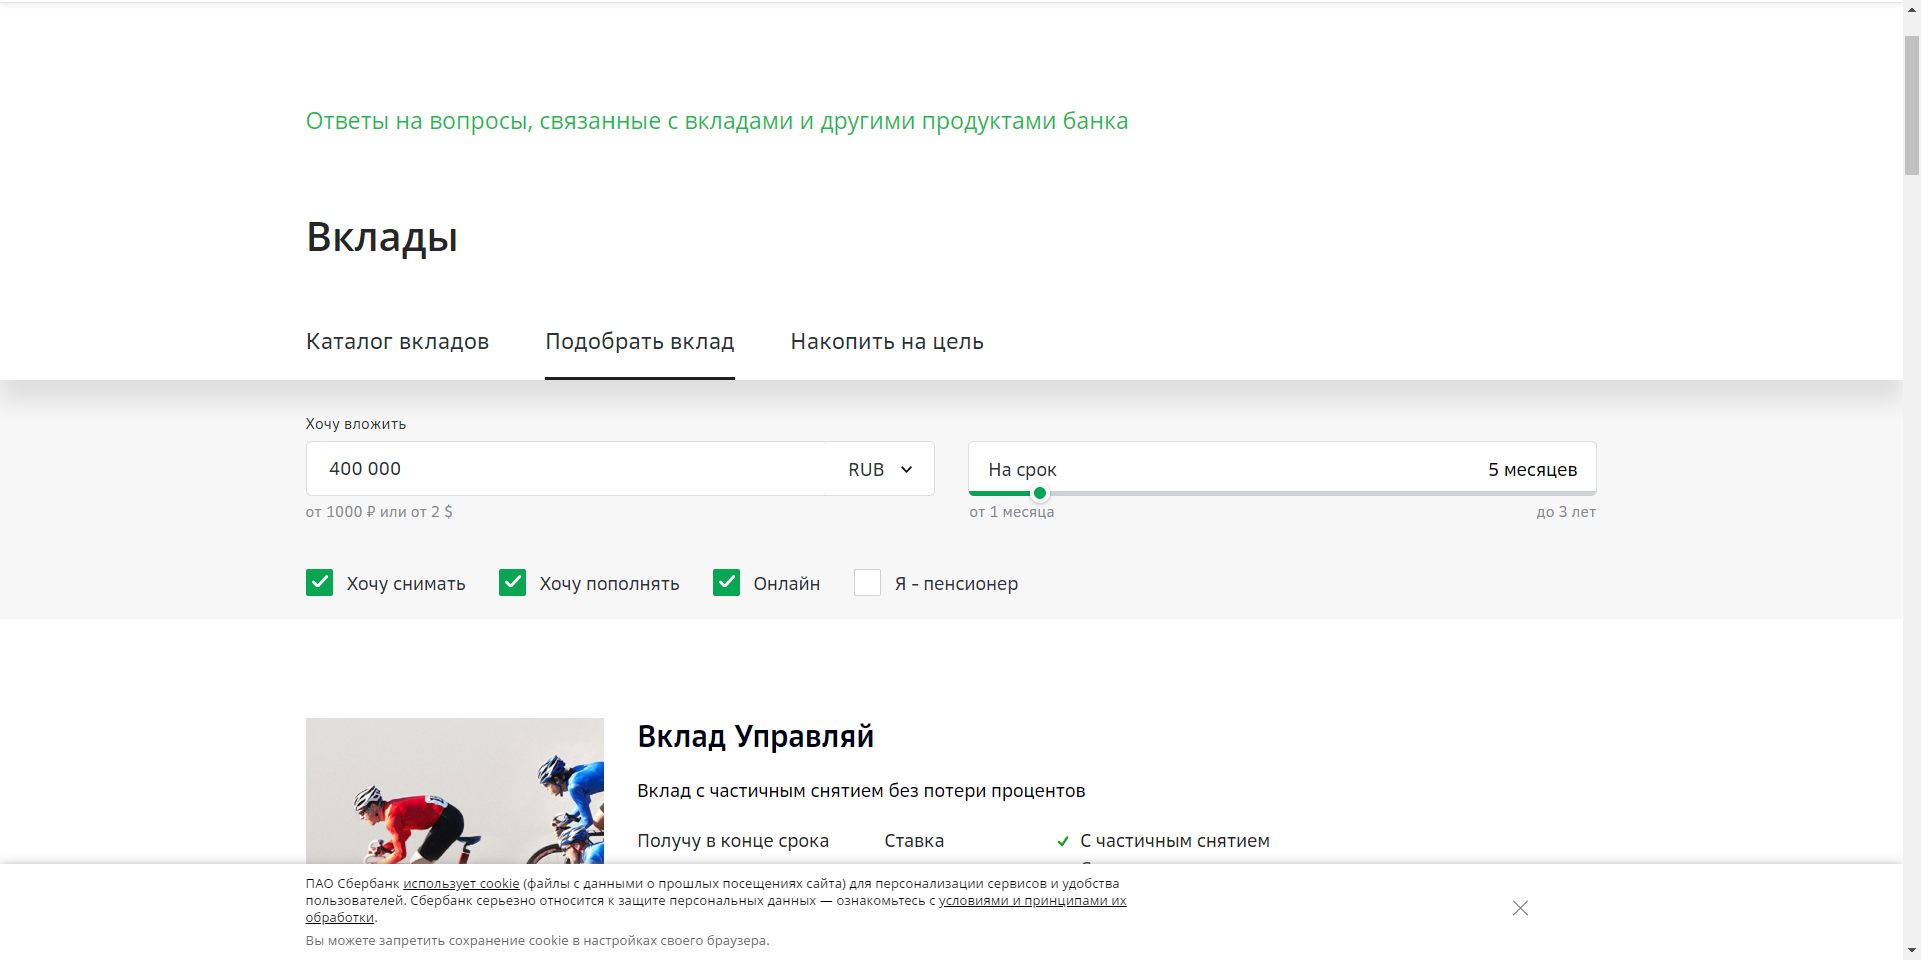 Ответы на вопросы, связанные с вкладами и другими продуктами банка
Вклады
Каталог вкладов Подобрать вклад Накопить на цель
Хочу вложить
400 000 RUB На срок 5 месяцев
от 1000 ₽ или от 2 $ от 1 месяца до 3 лет
Хочу снимать Хочу пополнять Онлайн Я - пенсионер
Вклад Управляй
Вклад с частичным снятием без потери процентов
Получу в конце срока Ставка С частичным снятием
ПАО Сбербанк использует cookie (файлы с данными о прошлых посещениях сайта) для персонализации сервисов и удобства
пользователей. Сбербанк серьезно относится к защите персональных данных — ознакомьтесь с условиями и принципами их
обработки.
Вы можете запретить сохранение cookie в настройках своего браузера.